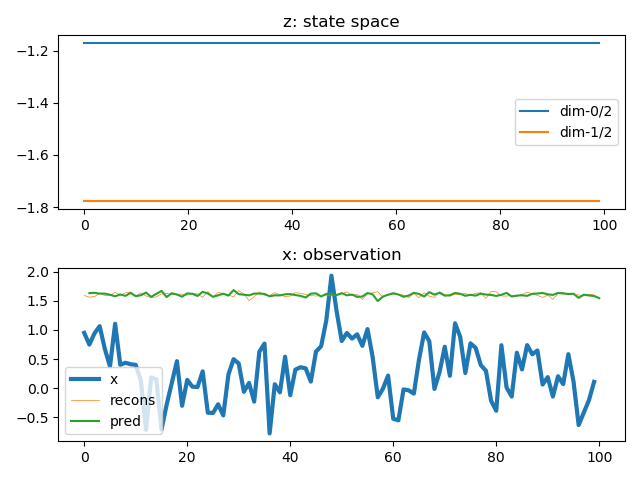 z: state space
−1.2
−1.4
−1.6
−1.8
dim-0/2
dim-1/2
0 20 40 60 80 100
x: observation
2.0
1.5
1.0
0.5
0.0
−0.5
x
recons
pred
0 20 40 60 80 100